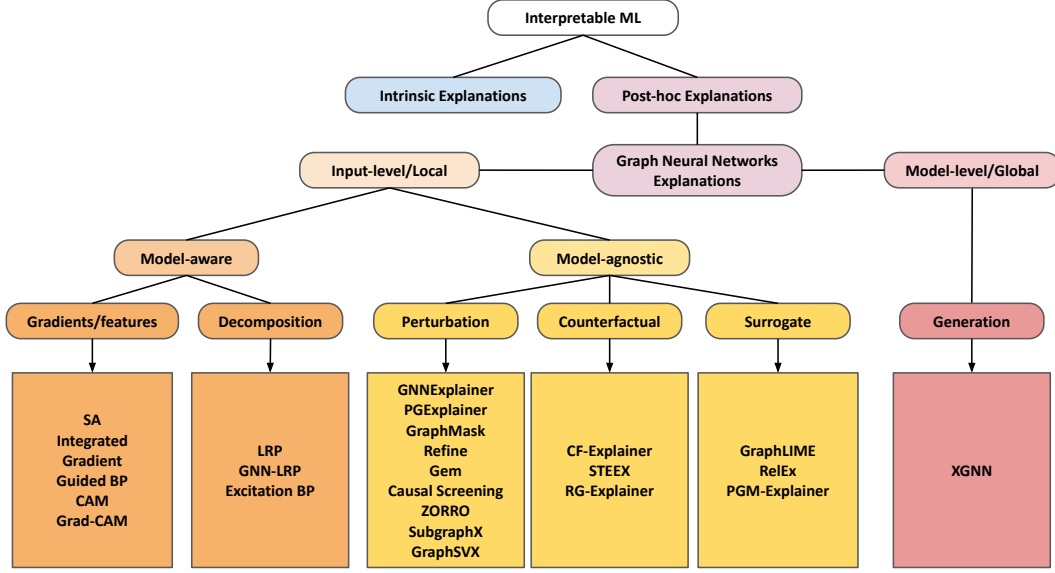 Interpretable ML
Intrinsic Explanations
Post-hoc Explanations
Input-level/Local
Graph Neural Networks
Explanations
Model-level/Global
Model-aware
Model-agnostic
Gradients/features
Decomposition
Perturbation
Counterfactual
Surrogate
Generation
SA
Integrated
Gradient
Guided BP
CAM
Grad-CAM
LRP
GNN-LRP
Excitation BP
GNNExplainer
PGExplainer
GraphMask
Refine
Gem
Causal Screening
ZORRO
SubgraphX
GraphSVX
CF-Explainer
STEEX
RG-Explainer
GraphLIME
RelEx
PGM-Explainer
XGNN